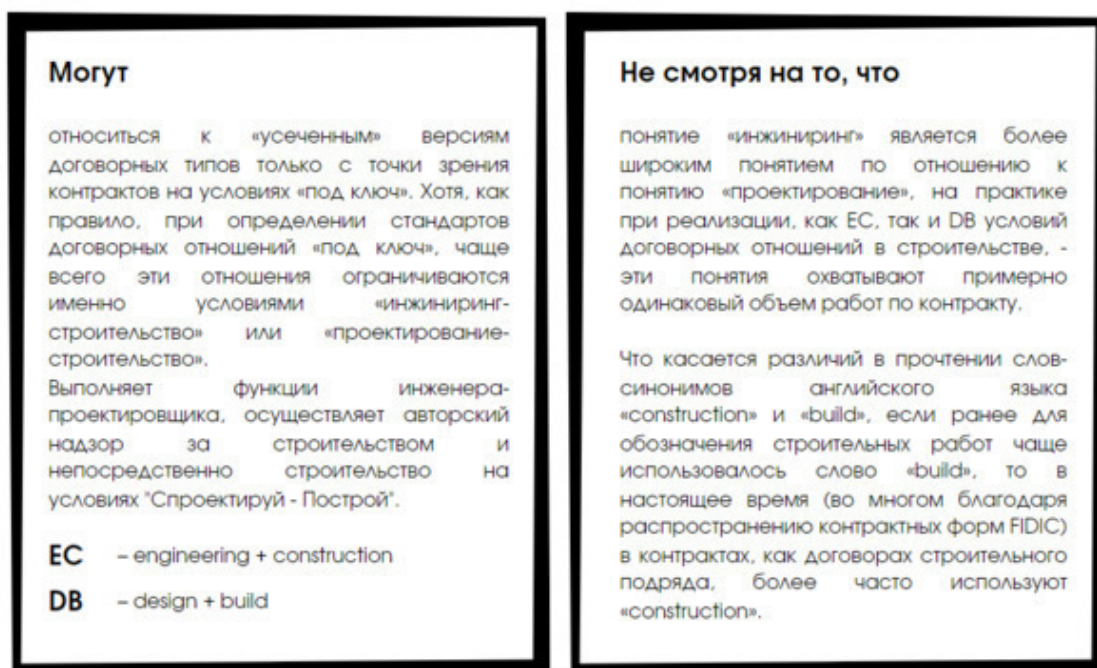 Могут
относиться к «усеченным» версиям
договорных типов только с точки зрения
контрактов на условиях «под ключ». Хотя, как
правило, при определении стандартов
договорных отношений «под ключ», чаще
всего эти отношения ограничиваются
именно условиями «инжиниринг-
строительство» или «проектирование-
строительство».
Выполняет функции инженера-
проектировщика, осуществляет авторский
надзор за строительством и
непосредственно строительство на
условиях "Спроектируй - Построй".
EC – engineering + construction
DB – design + build
Не смотря на то, что
понятие «инжиниринг» является более
широким понятием по отношению к
понятию «проектирование», на практике
при реализации, как EC, так и DB условий
договорных отношений в строительстве, -
эти понятия охватывают примерно
одинаковый объем работ по контракту.
Что касается различий в прочтении слов-
синонимов английского языка
«construction» и «build», если ранее для
обозначения строительных работ чаще
использовалось слово «build», то в
настоящее время (во многом благодаря
распространению контрактных форм FIDIC)
в контрактах, как договорах строительного
подряда, более часто используют
«construction».